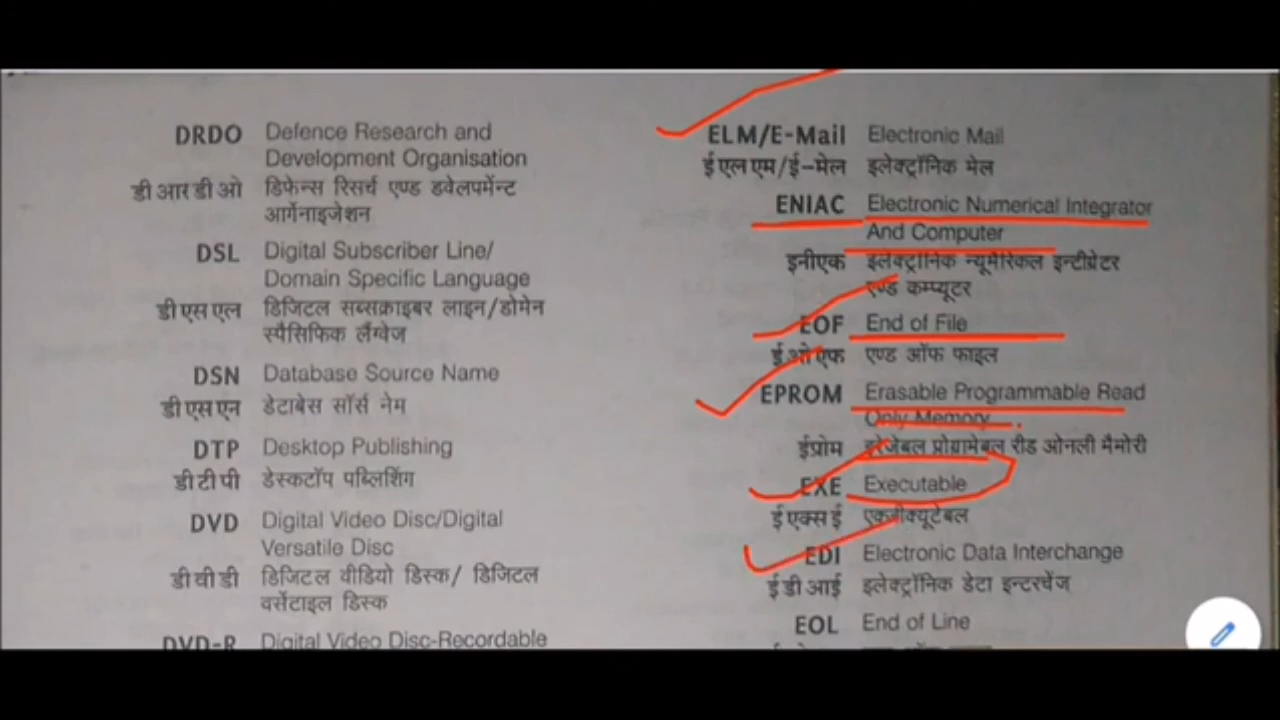 DRDO Defence Research and
Development Organisation
डी आर डी ओ डिफेन्स रिसर्च एण्ड डवेलपमेन्ट
आर्गेनाइजेशन
DSL Digital Subscriber Line/
Domain Specific Language
डी एस एल डिजिटल सब्सक्राइबर लाइन/डोमेन
स्पैसिफिक लैंग्वेज
DSN Database Source Name
डी एस एन डेटाबेस सॉर्स नेम
DTP Desktop Publishing
डी टी पी डेस्कटॉप पब्लिशिंग
DVD Digital Video Disc/Digital
Versatile Disc
डी वी डी डिजिटल वीडियो डिस्क/ डिजिटल
वर्सेटाइल डिस्क
DVD-R Digital Video Disc-Recordable
ELM/E-Mail Electronic Mail
ई एल एम/ई-मेल इलेक्ट्रॉनिक मेल
ENIAC Electronic Numerical Integrator
And Computer
इनीएक इलेक्ट्रॉनिक न्यूमैरिकल इन्टीग्रेटर
एण्ड कम्प्यूटर
EOF End of File
ई ओ एफ एण्ड ऑफ फाइल
EPROM Erasable Programmable Read
Only Memory
ईप्रोम इरेजेबल प्रोग्रामेबल रीड ओनली मैमोरी
EXE Executable
ई एक्स ई एक्जीक्यूटेबल
EDI Electronic Data Interchange
ई डी आई इलेक्ट्रॉनिक डेटा इन्टरचेंज
EOL End of Line